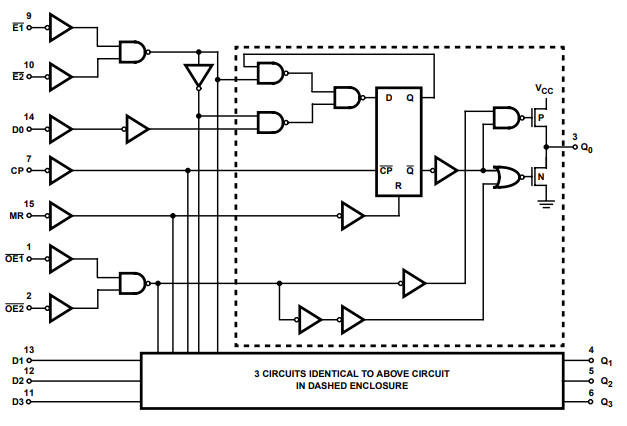 9
E1
10
E2
14
D0
7
CP
15
MR
1
OE1
2
OE2
D Q
CP Q
R
VCC
P
3
Q0
N
13
D1
12
D2
11
D3
3 CIRCUITS IDENTICAL TO ABOVE CIRCUIT
IN DASHED ENCLOSURE
4
Q1
5
Q2
6
Q3